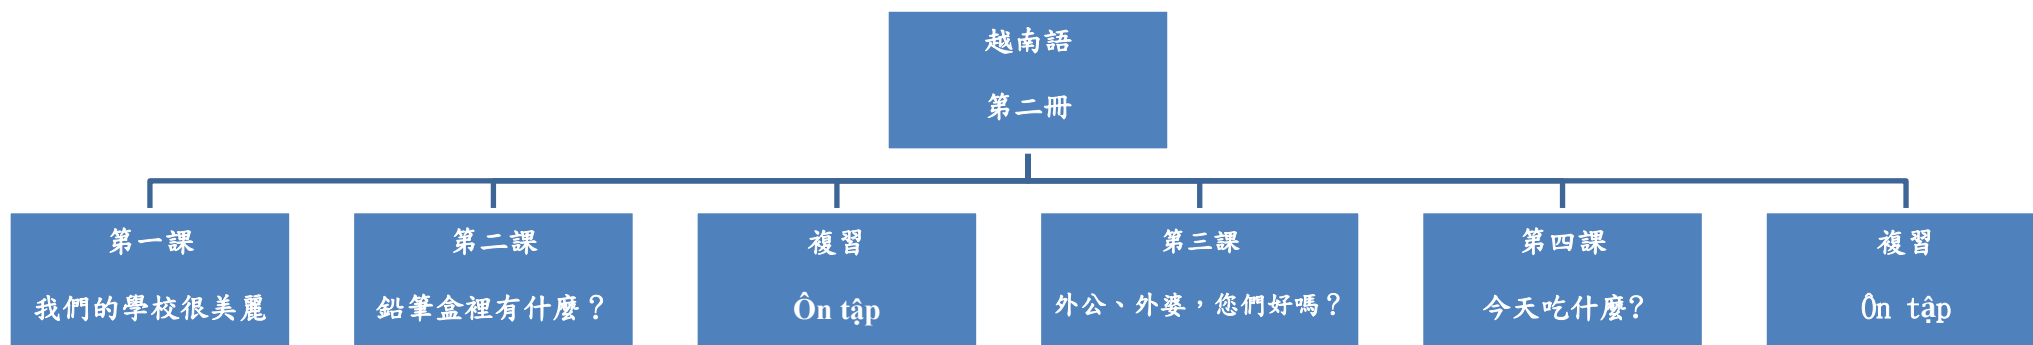 越南語
第二冊
第一課
我們的學校很美麗
第二課
鉛筆盒裡有什麼？
複習
Ôn tập
第三課
外公、外婆，您們好嗎？
第四課
今天吃什麼?
複習
Ôn tập